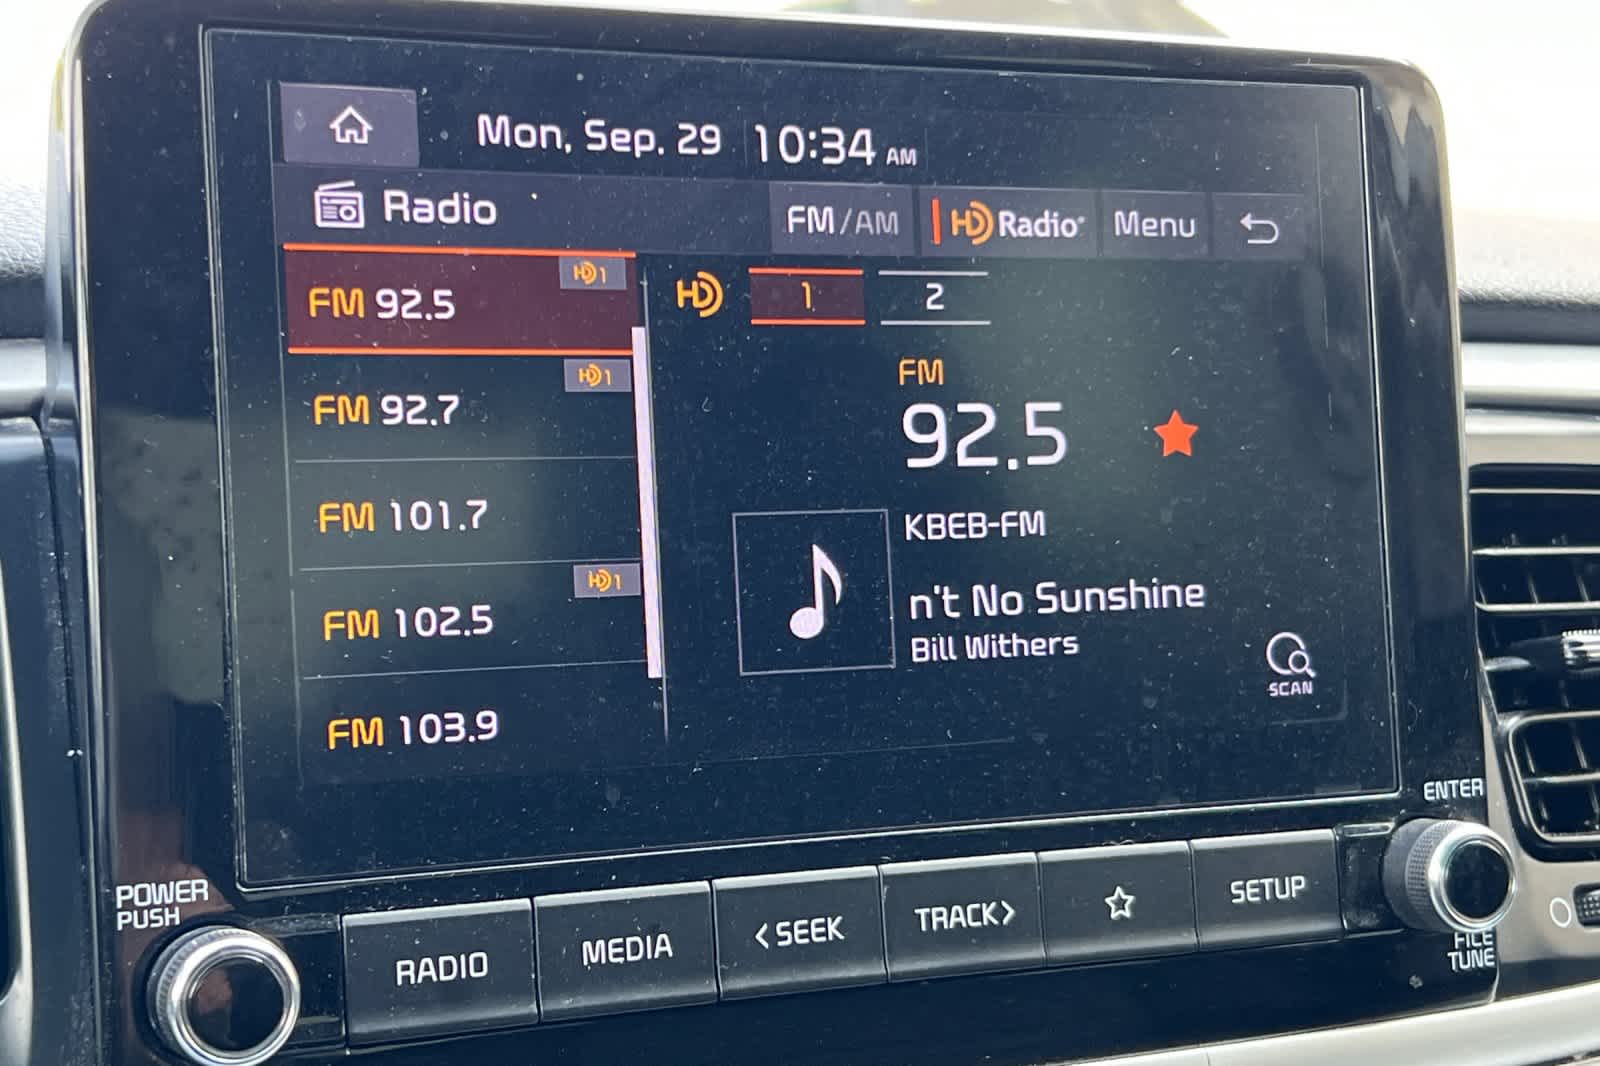 Mon, Sep. 29 10:34 AM
Radio FM/AM HD Radio Menu
FM 92.5 HD1
FM 92.7 HD1
FM 101.7
FM 102.5 HD1
FM 103.9
HD 1 2
FM
92.5
KBEB-FM
n't No Sunshine
Bill Withers
SCAN
POWER
PUSH
RADIO MEDIA <SEEK TRACK> SETUP
ENTER
FILE
TUNE